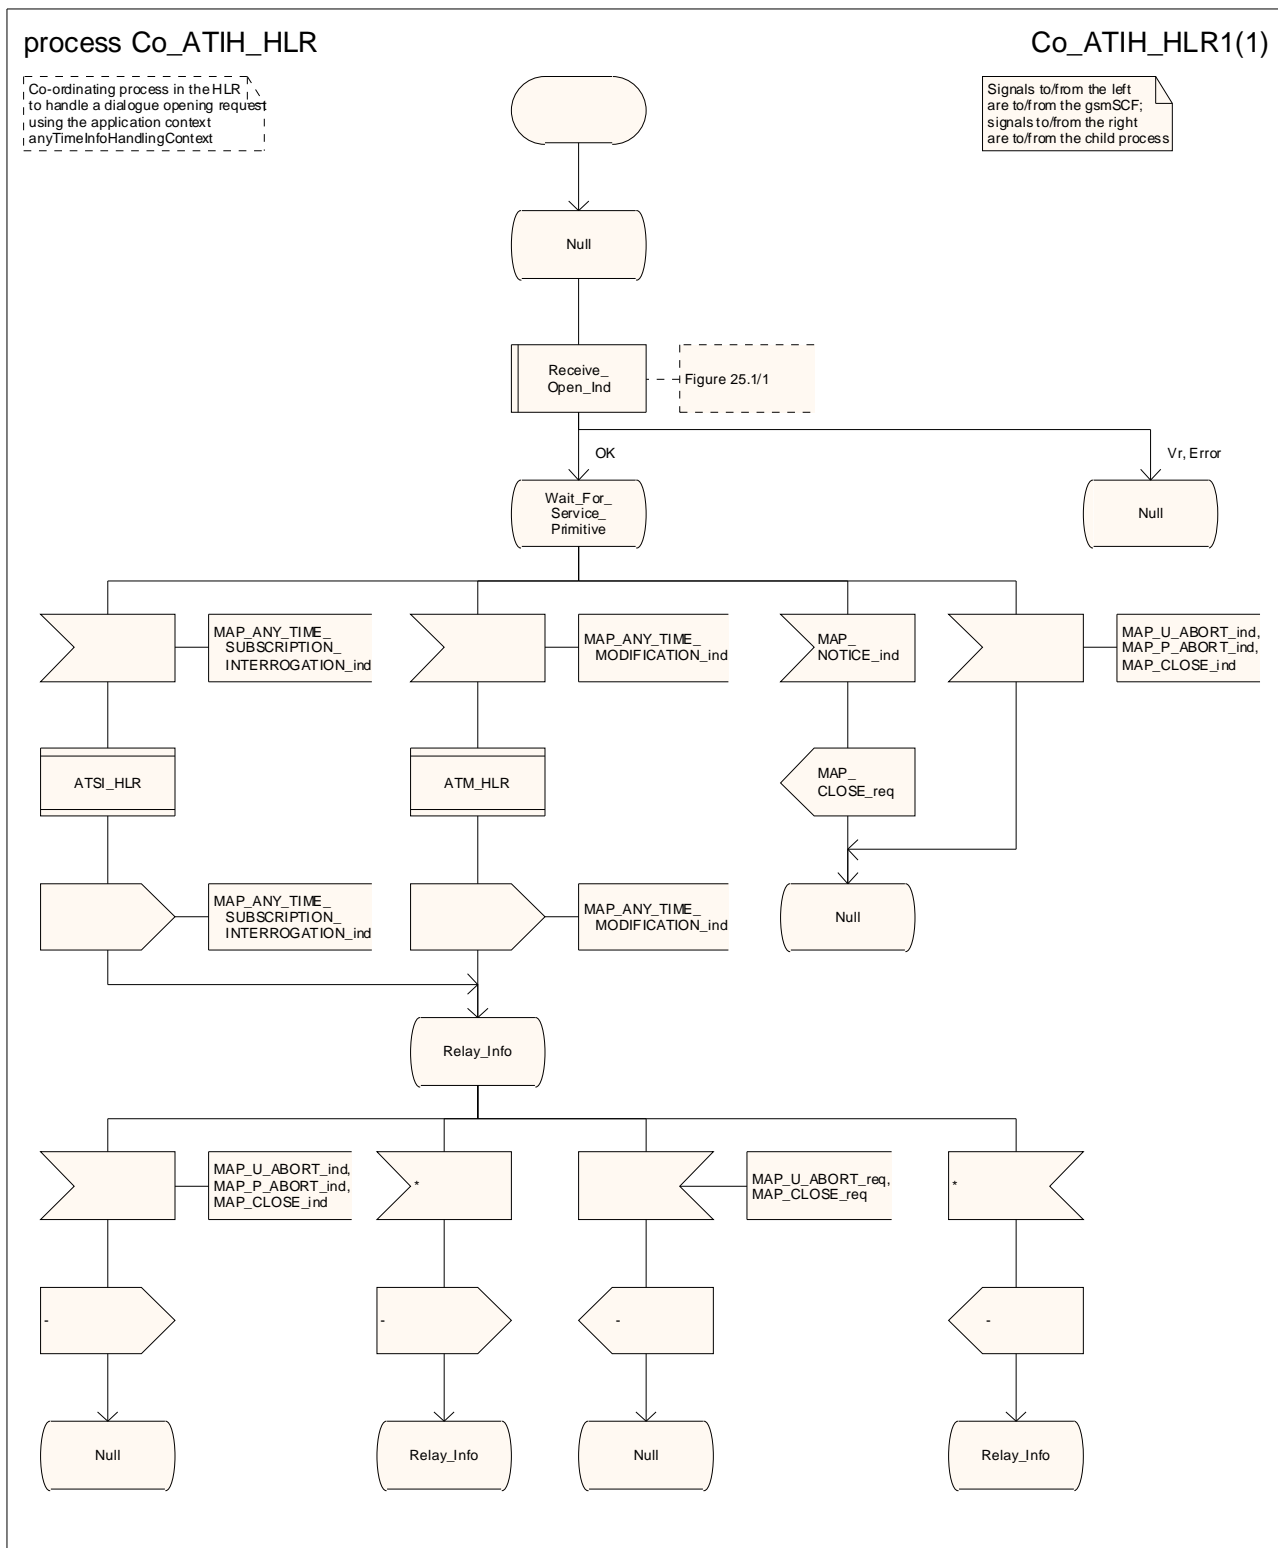 process Co_ATIH_HLR
Co_ATIH_HLR1(1)
Co-ordinating process in the HLR
to handle a dialogue opening request
using the application context
anyTimeInfoHandlingContext
Signals to/from the left
are to/from the gsmSCF;
signals to/from the right
are to/from the child process
Null
Receive_
Open_Ind
Figure 25.1/1
OK
Vr, Error
Wait_For_
Service_
Primitive
Null
MAP_ANY_TIME_
SUBSCRIPTION_
INTERROGATION_ind
MAP_ANY_TIME_
MODIFICATION_ind
MAP_
NOTICE_ind
MAP_U_ABORT_ind,
MAP_P_ABORT_ind,
MAP_CLOSE_ind
ATSI_HLR
ATM_HLR
MAP_
CLOSE_req
MAP_ANY_TIME_
SUBSCRIPTION_
INTERROGATION_ind
MAP_ANY_TIME_
MODIFICATION_ind
Null
Relay_Info
MAP_U_ABORT_ind,
MAP_P_ABORT_ind,
MAP_CLOSE_ind
*
MAP_U_ABORT_req,
MAP_CLOSE_req
*
-
-
-
-
Null
Relay_Info
Null
Relay_Info